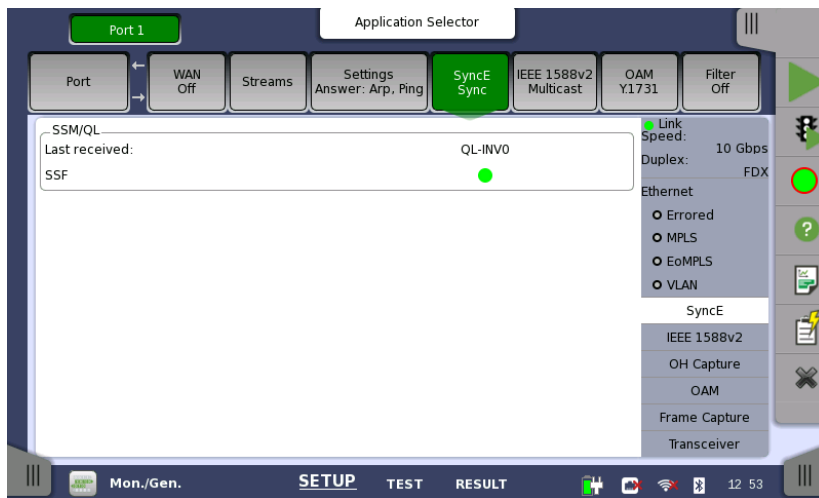 Port 1
Application Selector
Port
WAN
Off
Streams
Settings
Answer: Arp, Ping
SyncE
Sync
IEEE 1588v2
Multicast
OAM
Y.1731
Filter
Off
SSM/QL
Last received:
QL-INV0
SSF
Link
Speed:
10 Gbps
Duplex:
FDX
Ethernet
Errored
MPLS
EoMPLS
VLAN
SyncE
IEEE 1588v2
OH Capture
OAM
Frame Capture
Transceiver
?
Mon./Gen.
SETUP
TEST
RESULT
12 53